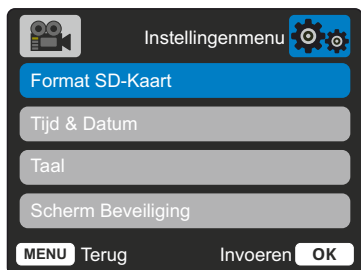 Instellingenmenu
Format SD-Kaart
Tijd & Datum
Taal
Scherm Beveiliging
MENU Terug Invoeren OK